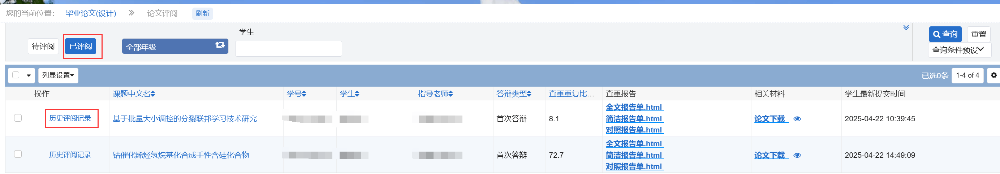 您的当前位置： 毕业论文(设计) 论文评阅 刷新
学生
待评阅 已评阅 全部年级
查询 重置
查询条件预设
列显设置 已选0条 1-4 of 4
操作 课题中文名 学号 学生 指导老师 答辩类型 查重重复比... 查重报告 相关材料 学生最新提交时间
全文报告单.html
历史评阅记录 基于批量大小调控的分裂联邦学习技术研究 首次答辩 8.1 简洁报告单.html 论文下载 2025-04-22 10:39:45
对照报告单.html
全文报告单.html
历史评阅记录 钴催化烯烃氢烷基化合成手性含硅化合物 首次答辩 72.7 简洁报告单.html 论文下载 2025-04-22 14:49:09
对照报告单.html